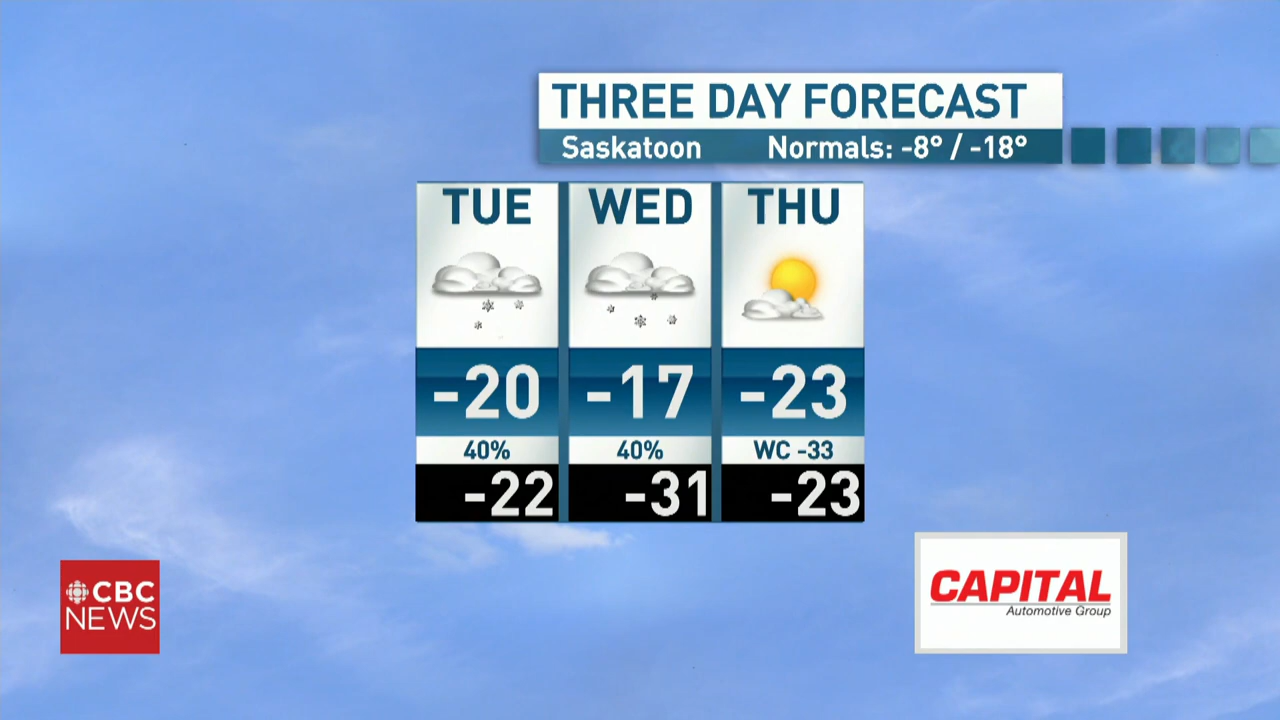 THREE DAY FORECAST
Saskatoon Normals: -8° / -18°
TUE WED THU
-20 -17 -23
40% 40% WC -33
-22 -31 -23
CBC
NEWS
CAPITAL
Automotive Group